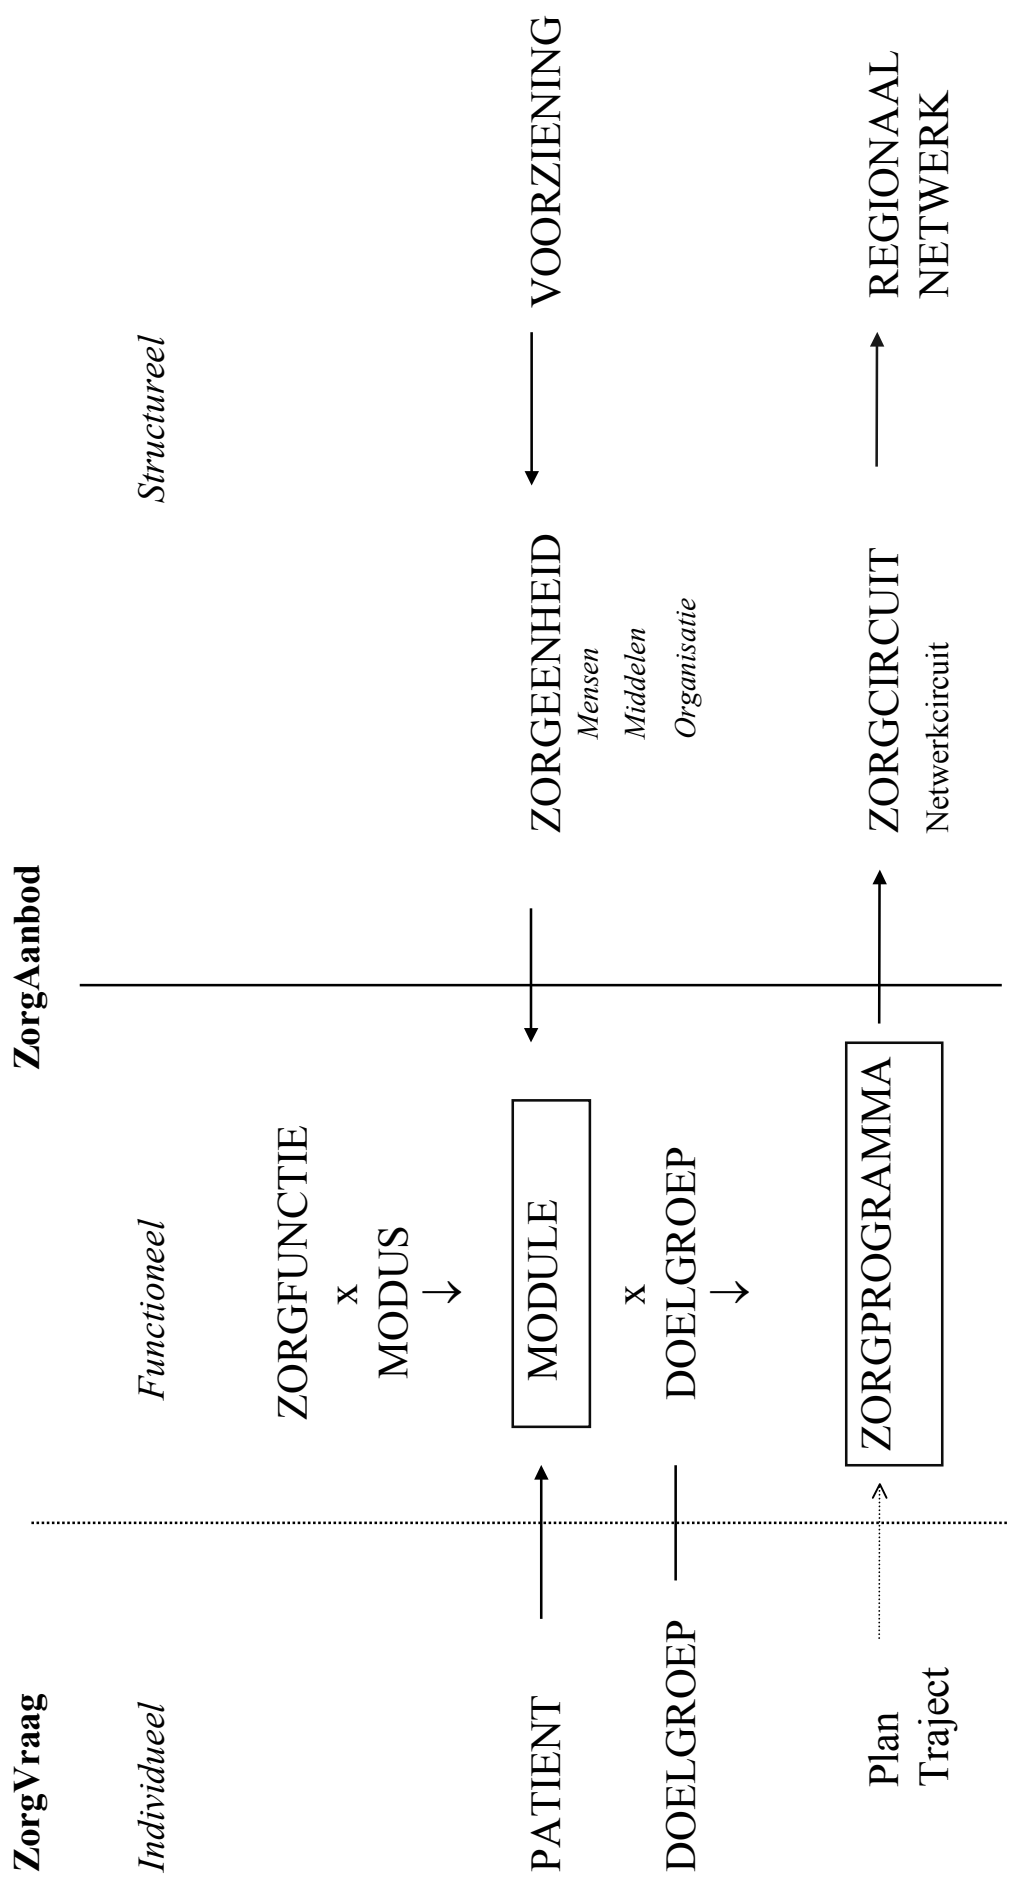 ZorgVraag
ZorgAanbod
Individueel
Functioneel
Structureel
ZORGFUNCTIE
x
MODUS
↓
PATIENT
MODULE
ZORGEENHEID
VOORZIENING
Mensen
Middelen
Organisatie
x
DOELGROEP
DOELGROEP
↓
Plan
Traject
ZORGPROGRAMMA
ZORGCIRCUIT
Netwerkcircuit
REGIONAAL
NETWERK